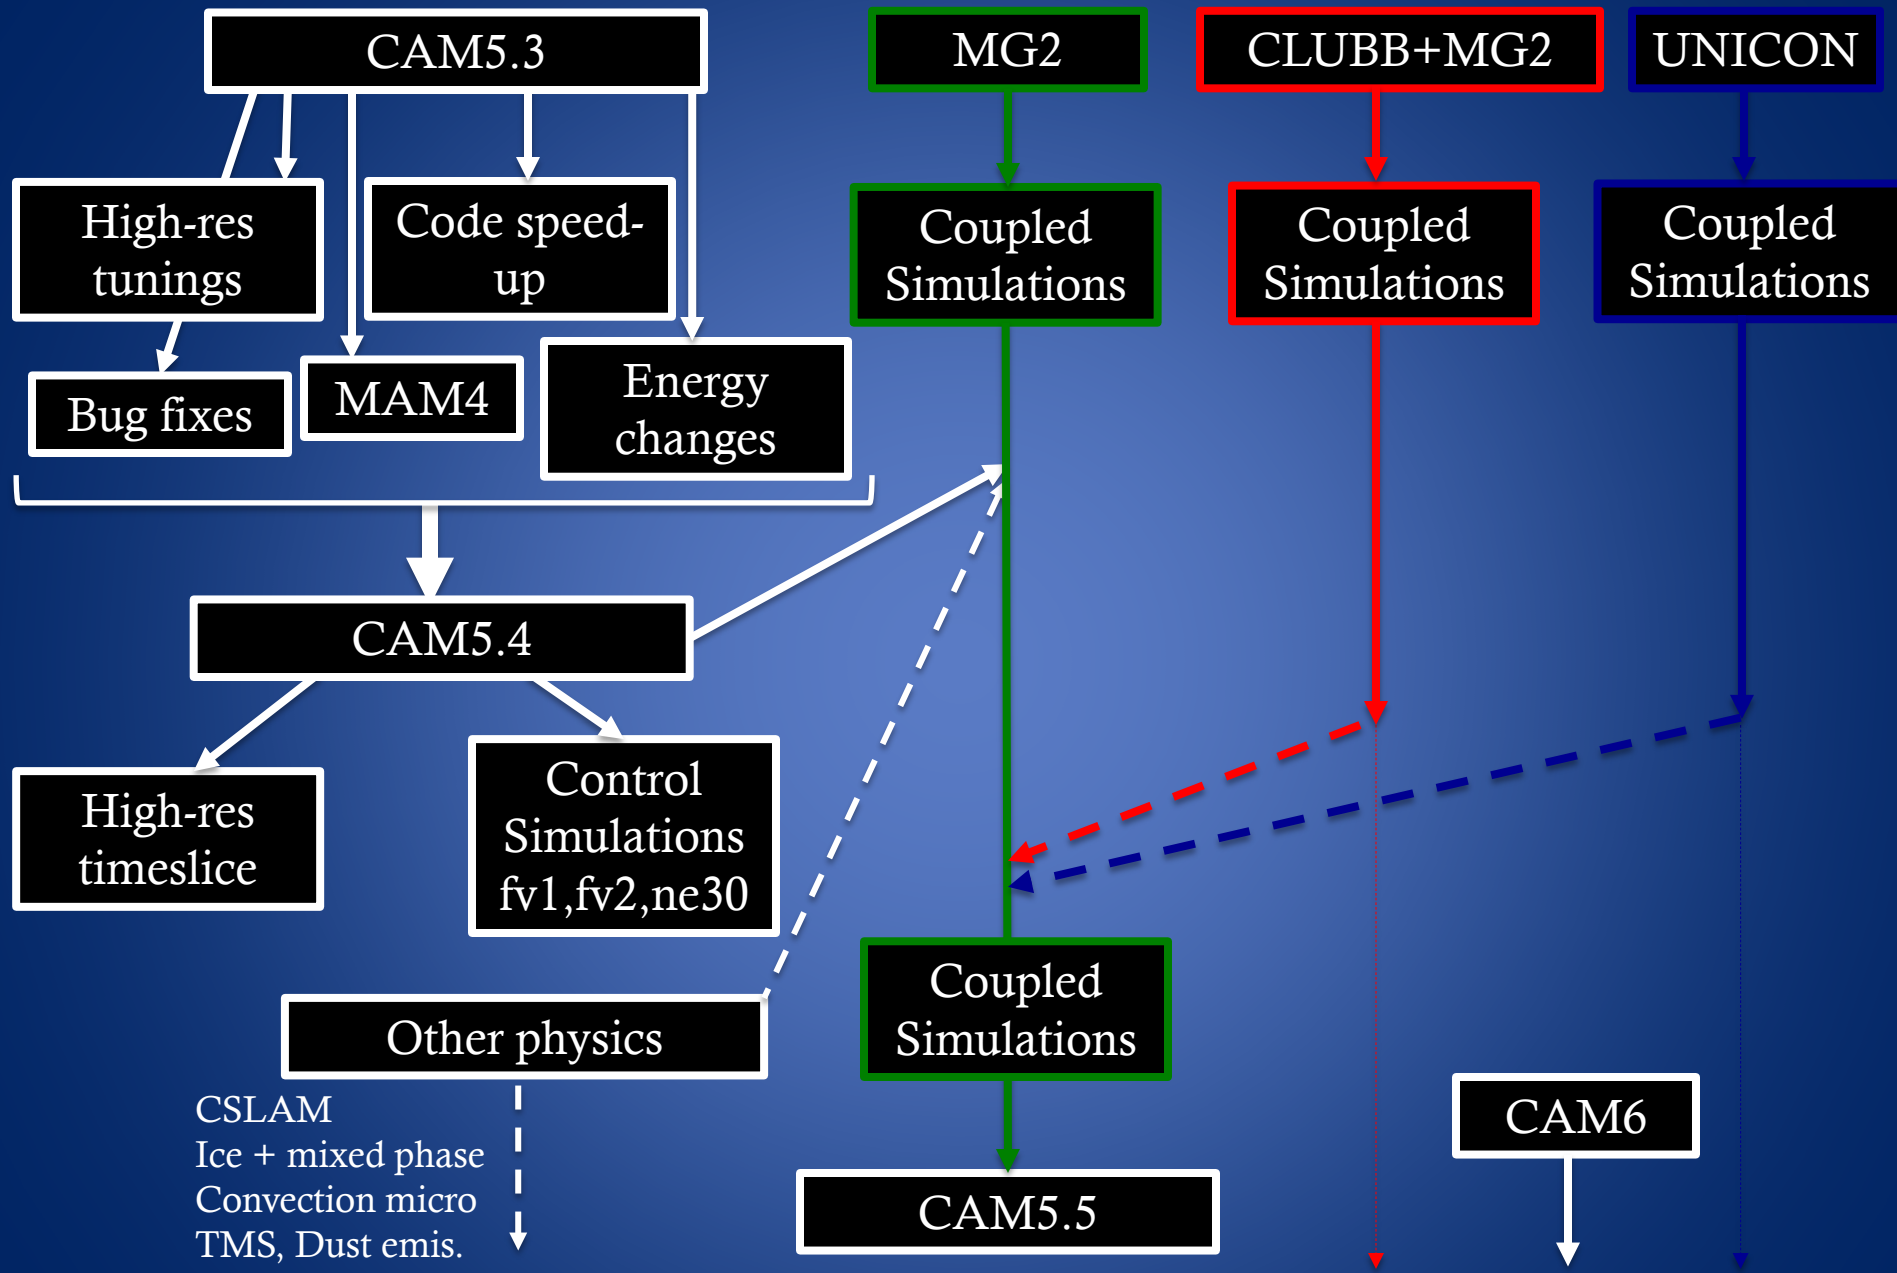 CAM5.3
MG2
CLUBB+MG2
UNICON
High-res
tunings
Code speed-
up
Coupled
Simulations
Coupled
Simulations
Coupled
Simulations
Bug fixes
MAM4
Energy
changes
CAM5.4
High-res
timeslice
Control
Simulations
fv1,fv2,ne30
Other physics
CSLAM
Ice + mixed phase
Convection micro
TMS, Dust emis.
Coupled
Simulations
CAM5.5
CAM6